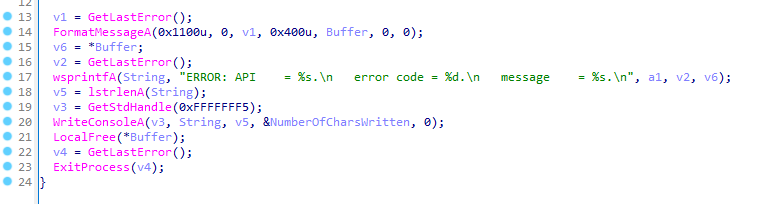 12
13 v1 = GetLastError();
14 FormatMessageA(0x1100u, 0, v1, 0x400u, Buffer, 0, 0);
15 v6 = *Buffer;
16 v2 = GetLastError();
17 wsprintfA(String, "ERROR: API    = %s.\n   error code = %d.\n   message    = %s.\n", a1, v2, v6);
18 v5 = lstrlenA(String);
19 v3 = GetStdHandle(0xFFFFFFF5);
20 WriteConsoleA(v3, String, v5, &NumberOfCharsWritten, 0);
21 LocalFree(*Buffer);
22 v4 = GetLastError();
23 ExitProcess(v4);
24 }